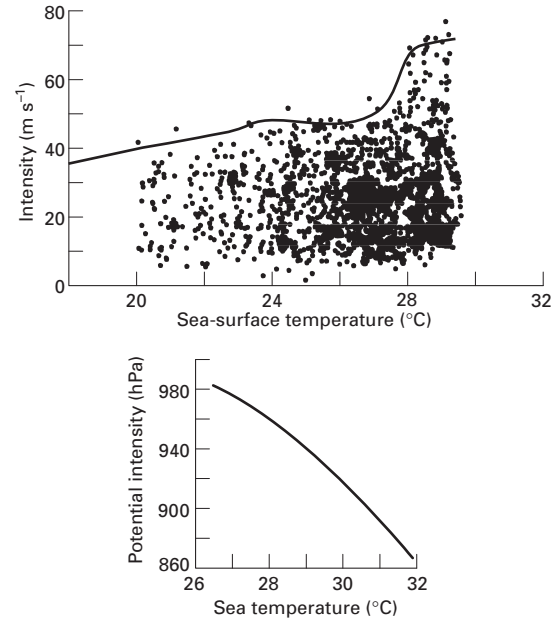 80
60
40
20
0
Intensity (m s⁻¹)
20 24 28 32
Sea-surface temperature (°C)
980
940
900
860
Potential intensity (hPa)
26 28 30 32
Sea temperature (°C)